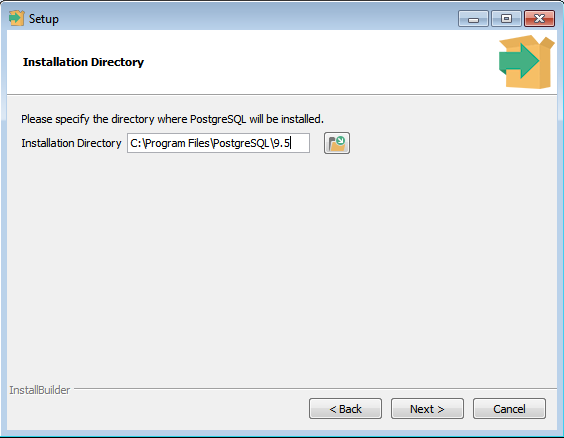 Setup
Installation Directory
Please specify the directory where PostgreSQL will be installed.
Installation Directory C:\Program Files\PostgreSQL\9.5
InstallBuilder
< Back Next > Cancel